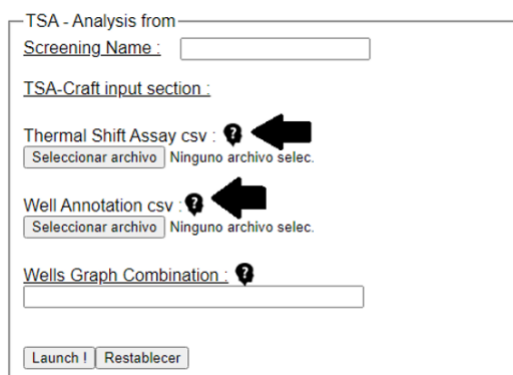 TSA - Analysis from
Screening Name :
TSA-Craft input section :
Thermal Shift Assay csv : ?
Seleccionar archivo Ninguno archivo selec.
Well Annotation csv : ?
Seleccionar archivo Ninguno archivo selec.
Wells Graph Combination : ?
Launch ! Restablecer